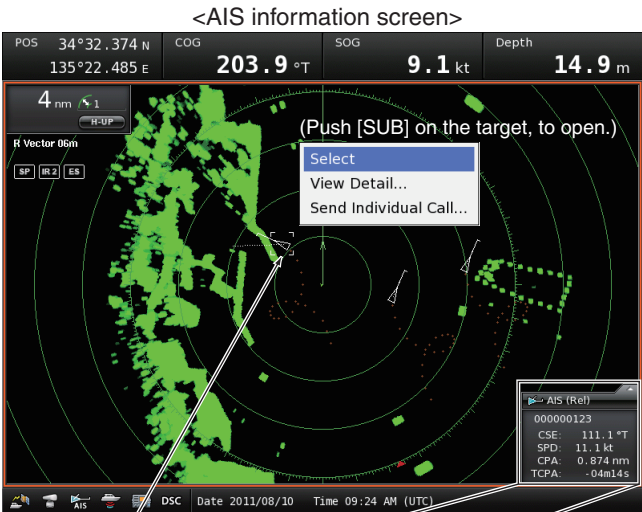 <AIS information screen>
POS 34°32.374 N COG SOG Depth
135°22.485 E 203.9 °T 9.1 kt 14.9 m
4 nm 1
H-UP
R Vector 06m
SP IR 2 ES
(Push [SUB] on the target, to open.)
Select
View Detail...
Send Individual Call...
AIS (Rel)
000000123
CSE: 111.1 °T
SPD: 11.1 kt
CPA: 0.874 nm
TCPA: -04m14s
AIS DSC Date 2011/08/10 Time 09:24 AM (UTC)